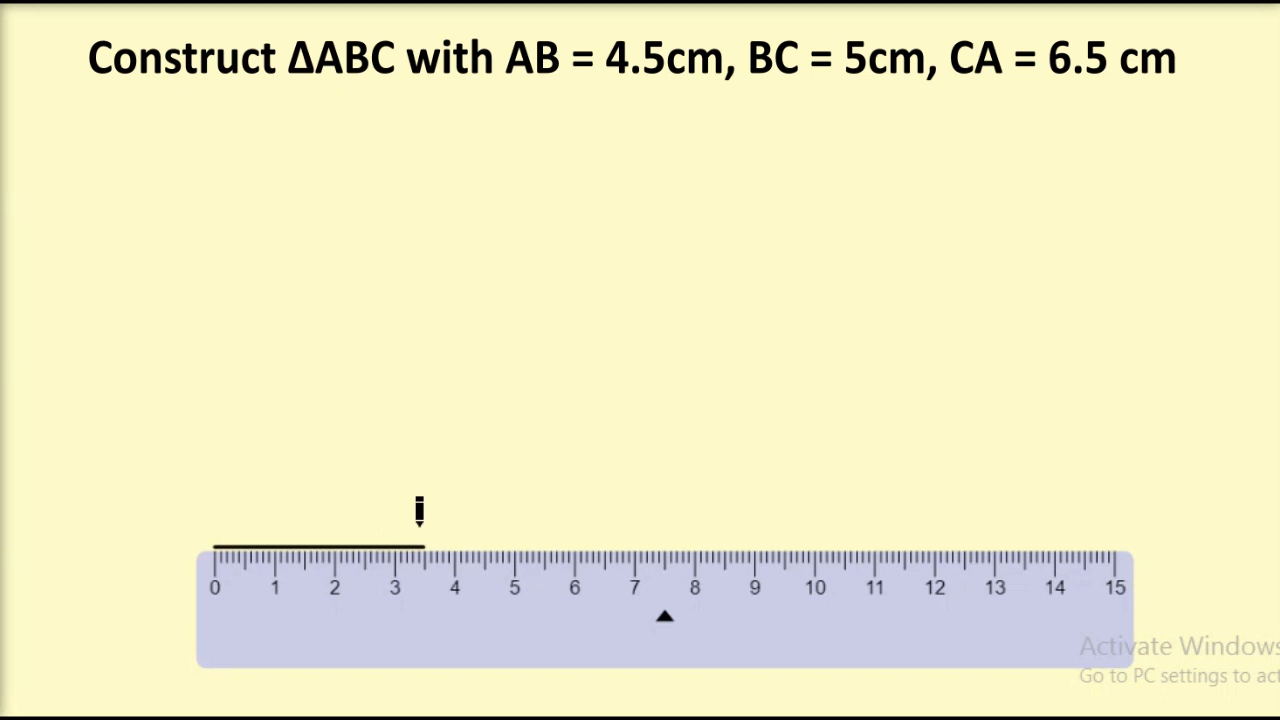 Construct ΔABC with AB = 4.5cm, BC = 5cm, CA = 6.5 cm
0 1 2 3 4 5 6 7 8 9 10 11 12 13 14 15
Activate Windows
Go to PC settings to act